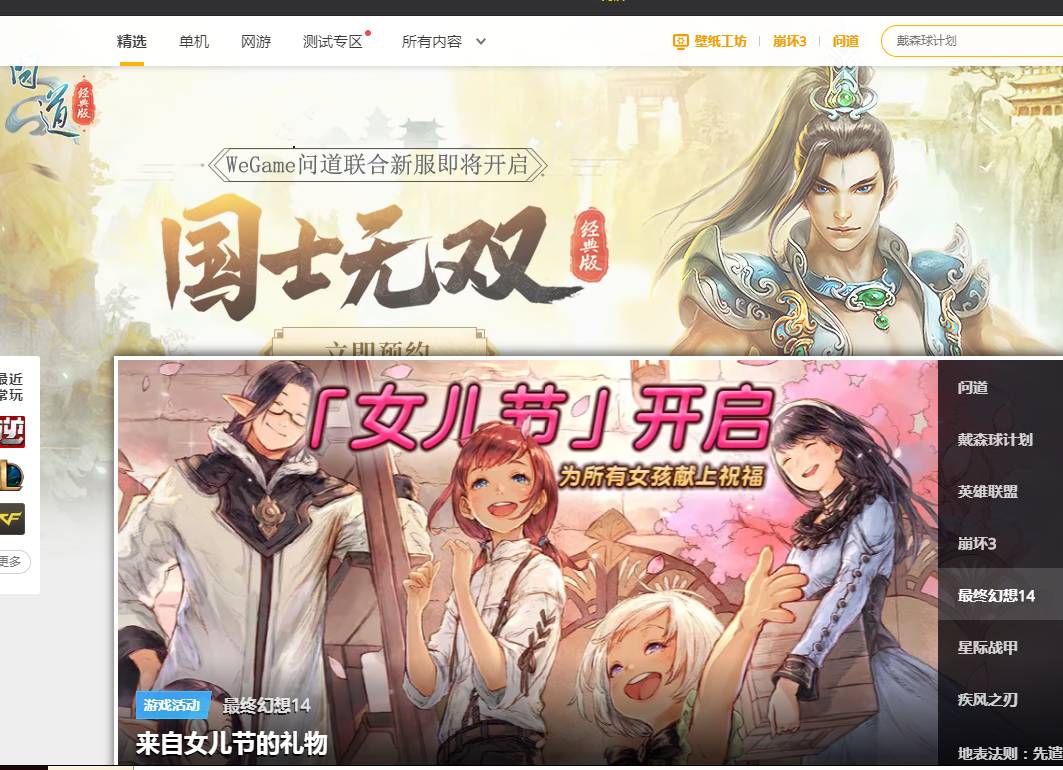 精选 单机 网游 测试专区 所有内容 壁纸工坊 崩坏3 问道 戴森球计划
问道
经典版
WeGame问道联合新服即将开启
国士无双
经典版
立即预约
最近
常玩
更多
「女儿节」开启
为所有女孩献上祝福
游戏活动 最终幻想14
来自女儿节的礼物
问道
戴森球计划
英雄联盟
崩坏3
最终幻想14
星际战甲
疾风之刃
地表法则：先遣